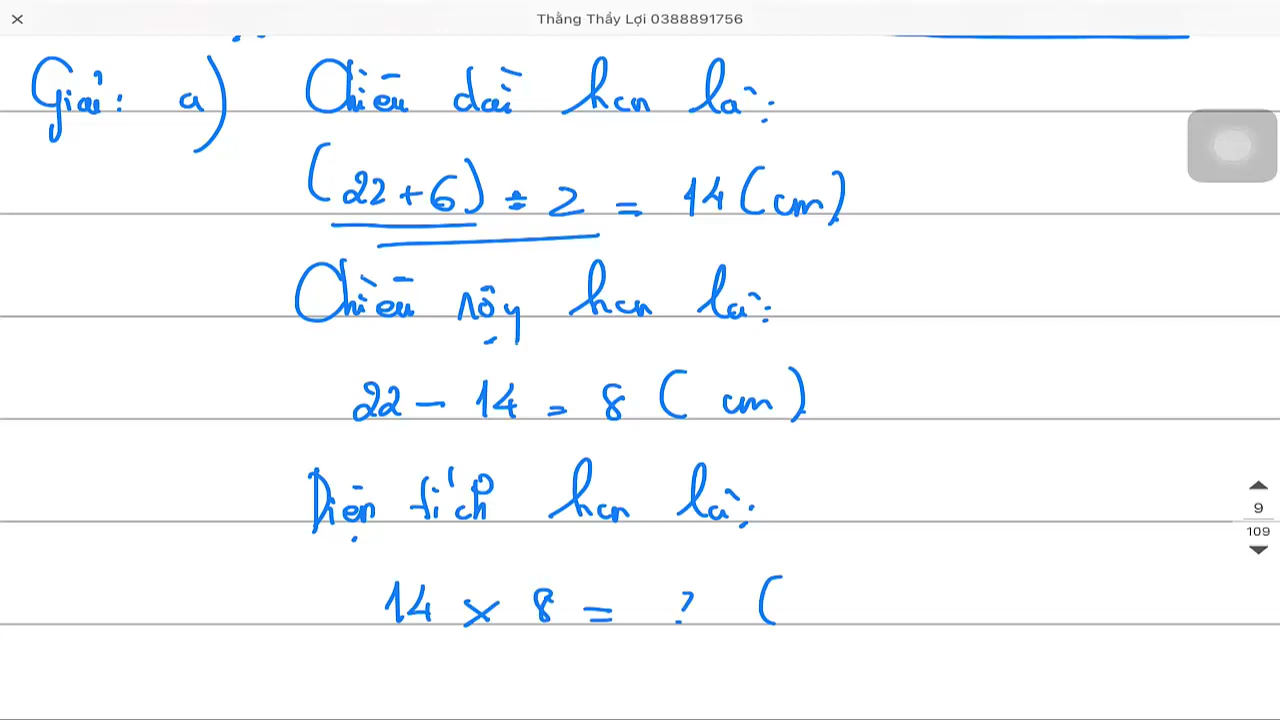 Thằng Thầy Lợi 0388891756
Giải: a) Chiều dài hcn là:
(22 + 6) : 2 = 14 (cm)
Chiều rộng hcn là:
22 - 14 = 8 (cm)
Diện tích hcn là:
14 x 8 = ? (
9
109